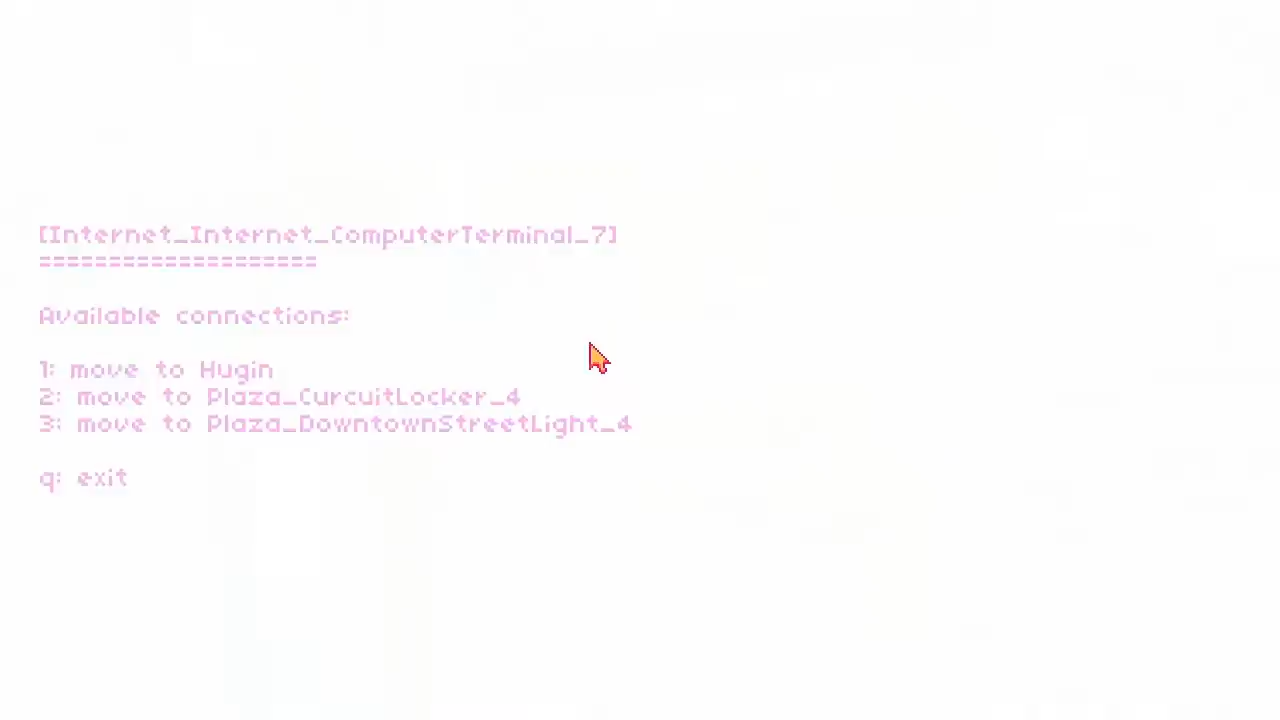 [Internet_Internet_ComputerTerminal_7]
====================
Available connections:
1: move to Hugin
2: move to Plaza_CurcuitLocker_4
3: move to Plaza_DowntownStreetLight_4
q: exit